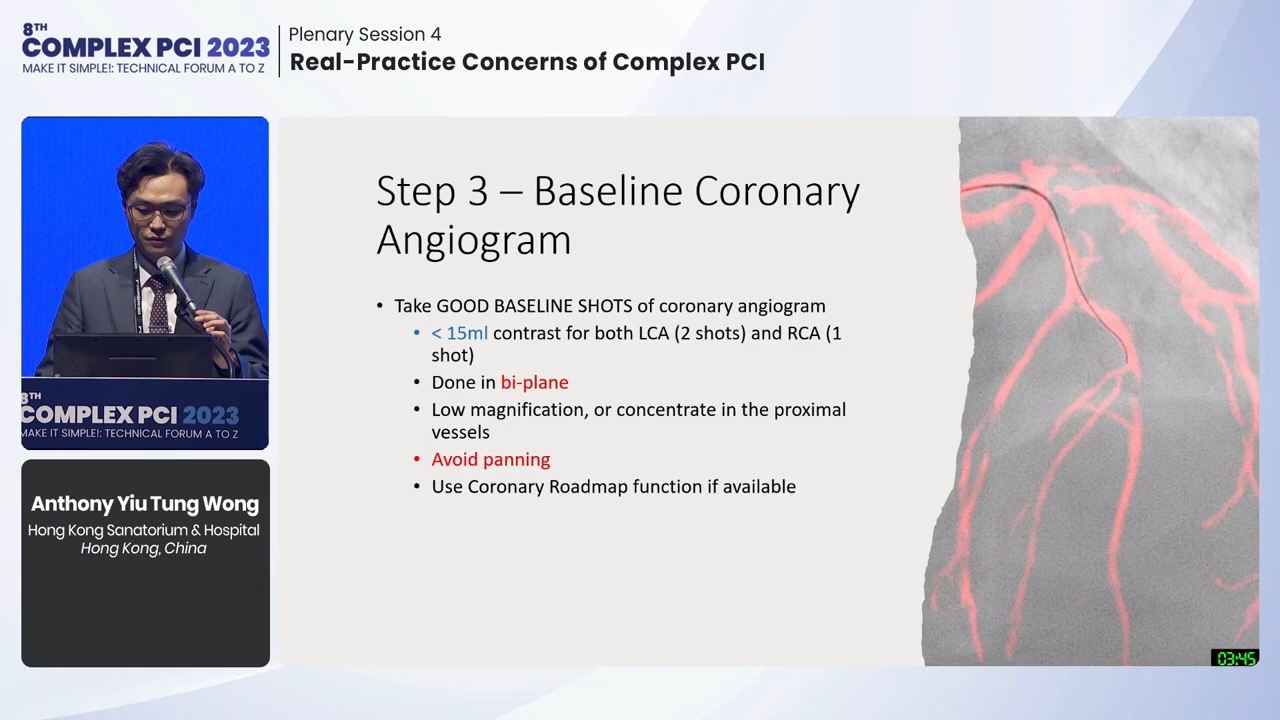 8TH
COMPLEX PCI 2023
MAKE IT SIMPLE!: TECHNICAL FORUM A TO Z
Plenary Session 4
Real-Practice Concerns of Complex PCI
8TH
COMPLEX PCI 2023
MAKE IT SIMPLE!: TECHNICAL FORUM A TO Z
Anthony Yiu Tung Wong
Hong Kong Sanatorium & Hospital
Hong Kong, China
Step 3 – Baseline Coronary
Angiogram
• Take GOOD BASELINE SHOTS of coronary angiogram
• < 15ml contrast for both LCA (2 shots) and RCA (1
shot)
• Done in bi-plane
• Low magnification, or concentrate in the proximal
vessels
• Avoid panning
• Use Coronary Roadmap function if available
03:45